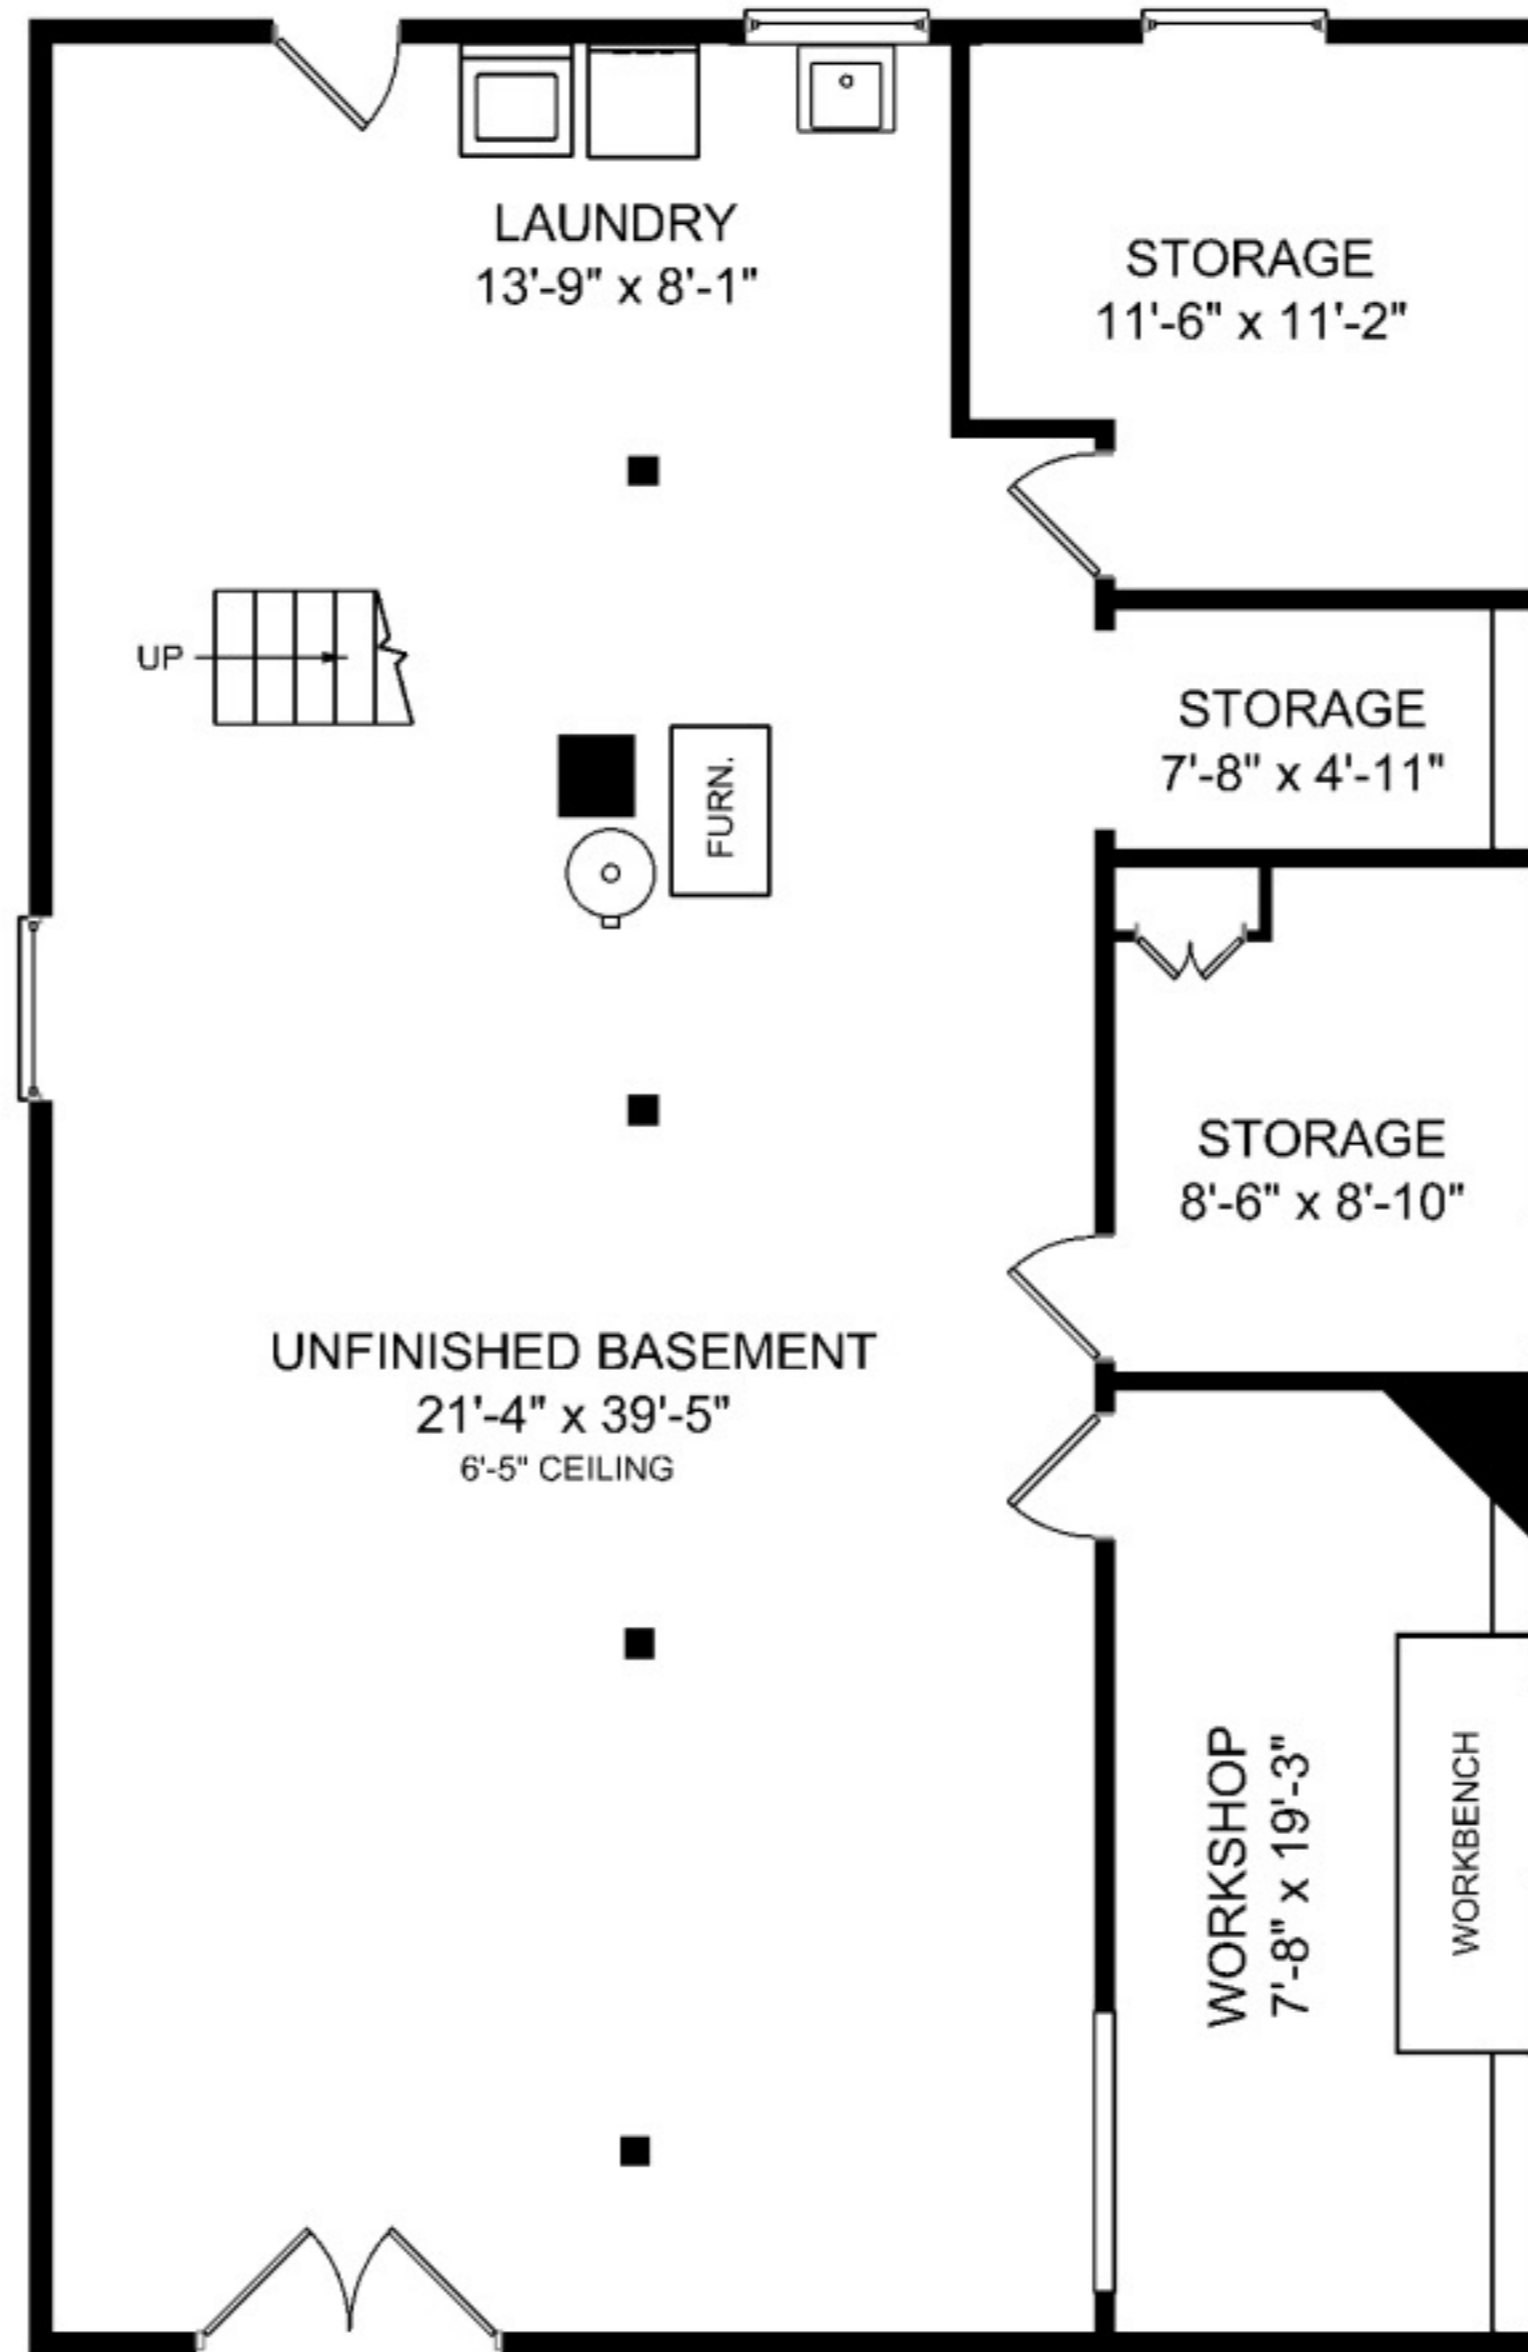 LAUNDRY
13'-9" x 8'-1"
STORAGE
11'-6" x 11'-2"
UP
STORAGE
7'-8" x 4'-11"
FURN.
STORAGE
8'-6" x 8'-10"
UNFINISHED BASEMENT
21'-4" x 39'-5"
6'-5" CEILING
WORKSHOP
7'-8" x 19'-3"
WORKBENCH